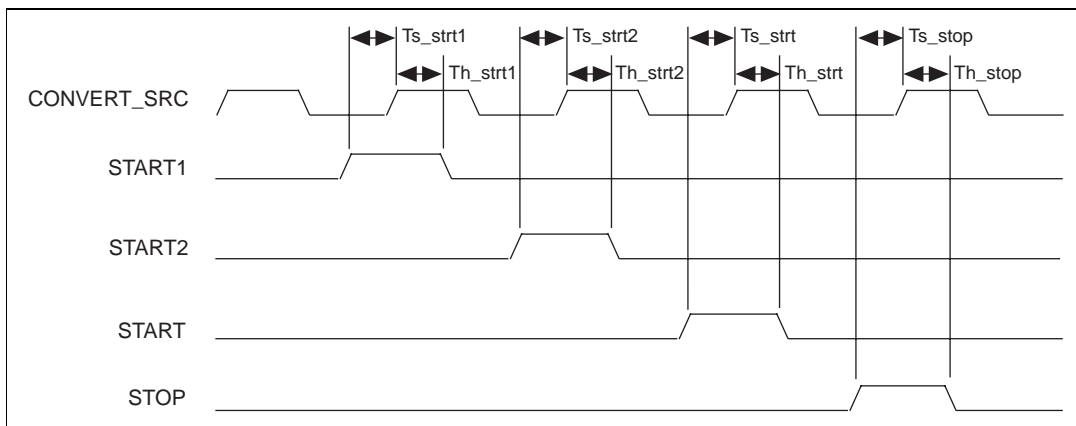 Ts_strt1 Ts_strt2 Ts_strt Ts_stop
Th_strt1 Th_strt2 Th_strt Th_stop
CONVERT_SRC
START1
START2
START
STOP